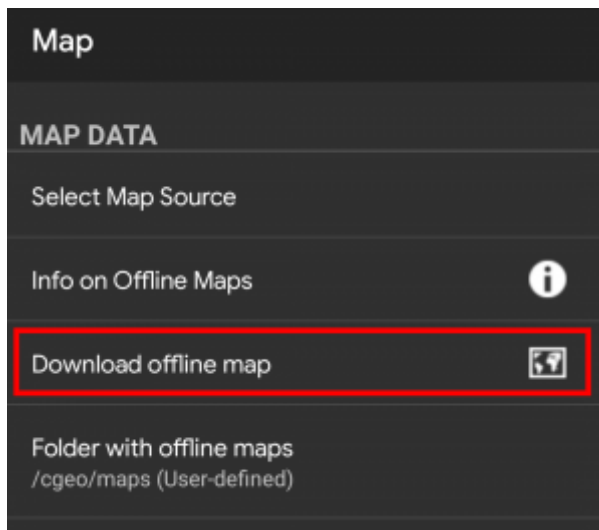 Map
MAP DATA
Select Map Source
Info on Offline Maps
Download offline map
Folder with offline maps
/cgeo/maps (User-defined)